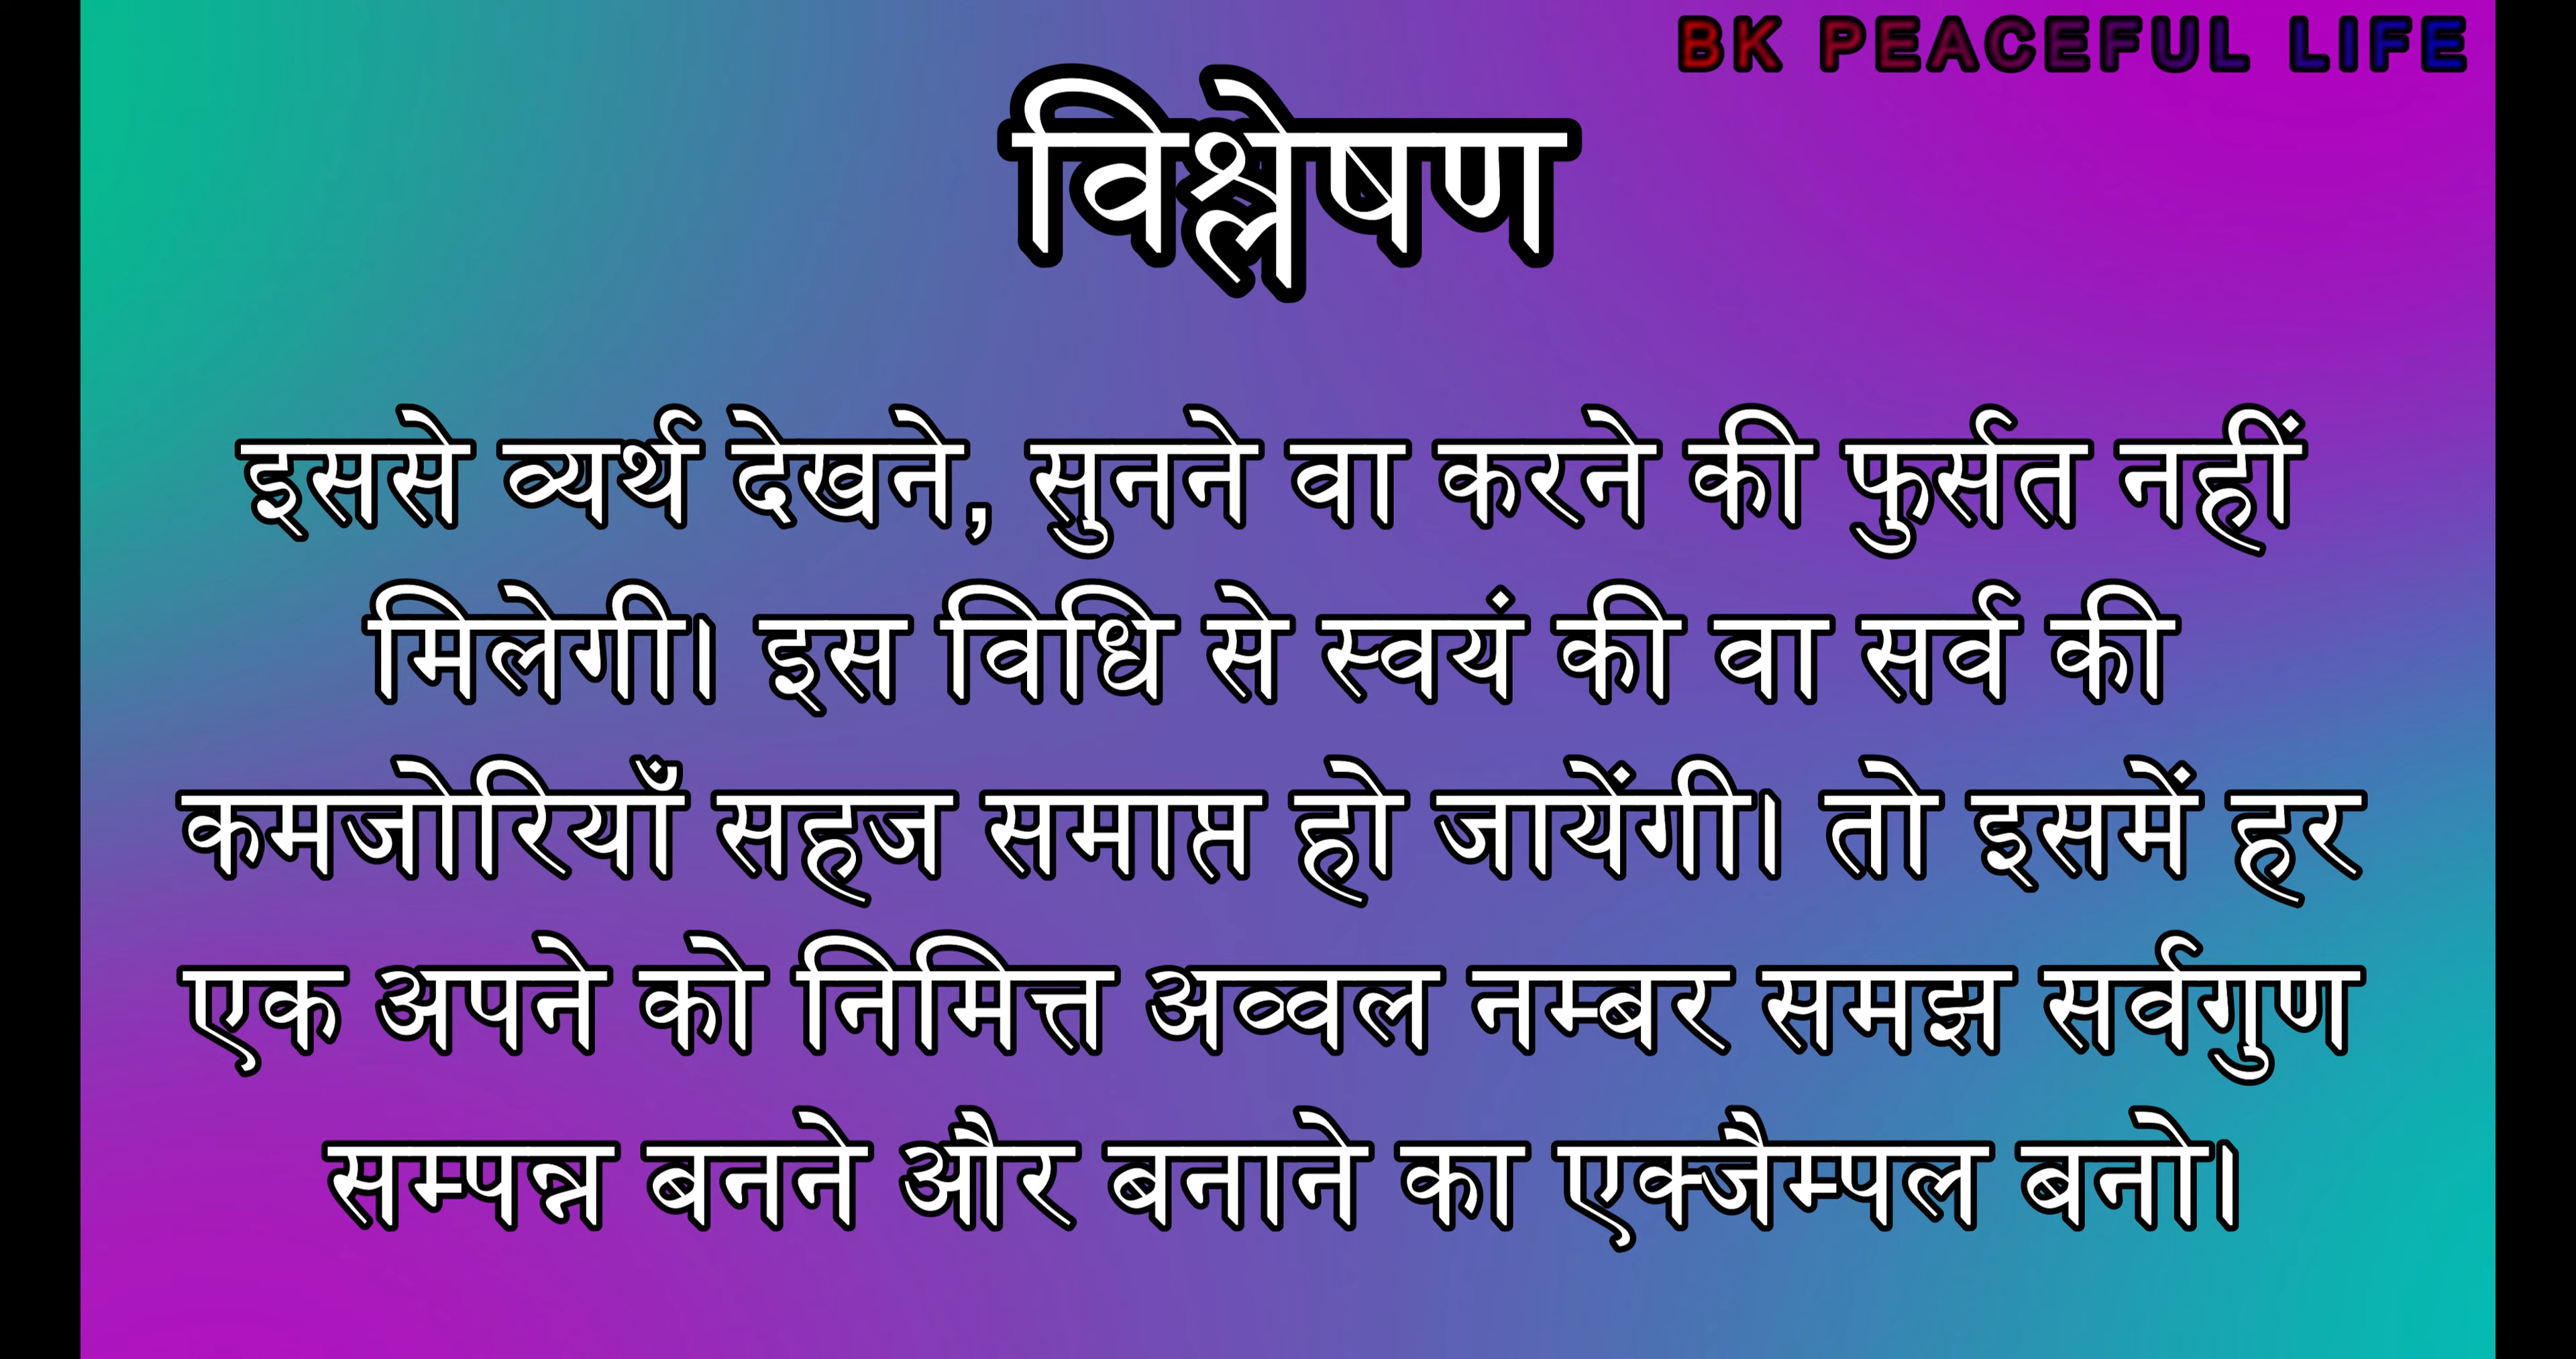 BK PEACEFUL LIFE
विश्लेषण
इससे व्यर्थ देखने, सुनने वा करने की फुर्सत नहीं
मिलेगी। इस विधि से स्वयं की वा सर्व की
कमजोरियाँ सहज समाप्त हो जायेंगी। तो इसमें हर
एक अपने को निमित्त अव्वल नम्बर समझ सर्वगुण
सम्पन्न बनने और बनाने का एक्जैम्पल बनो।